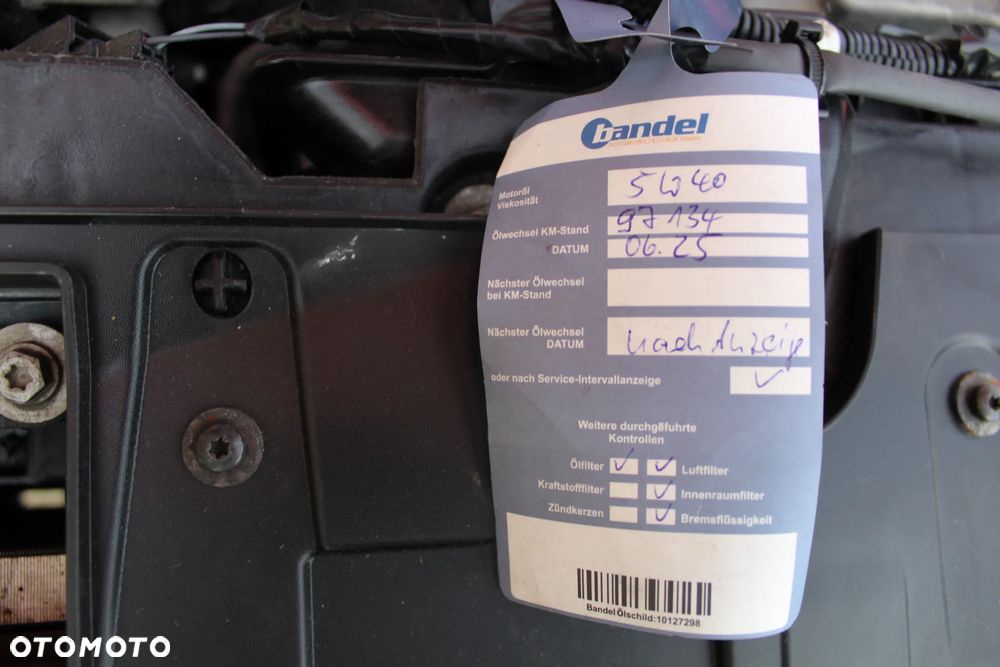 bandel
AUTOMOBILTECHNIK GMBH
Motoröl
Viskosität
5W40
Ölwechsel KM-Stand
97 134
DATUM
06.25
Nächster Ölwechsel
bei KM-Stand
Nächster Ölwechsel
DATUM
nach Anzeige
oder nach Service-Intervallanzeige
Weitere durchgeführte
Kontrollen
Ölfilter Luftfilter
Kraftstofffilter Innenraumfilter
Zündkerzen Bremsflüssigkeit
Bandel Ölschild:10127298
OTOMOTO